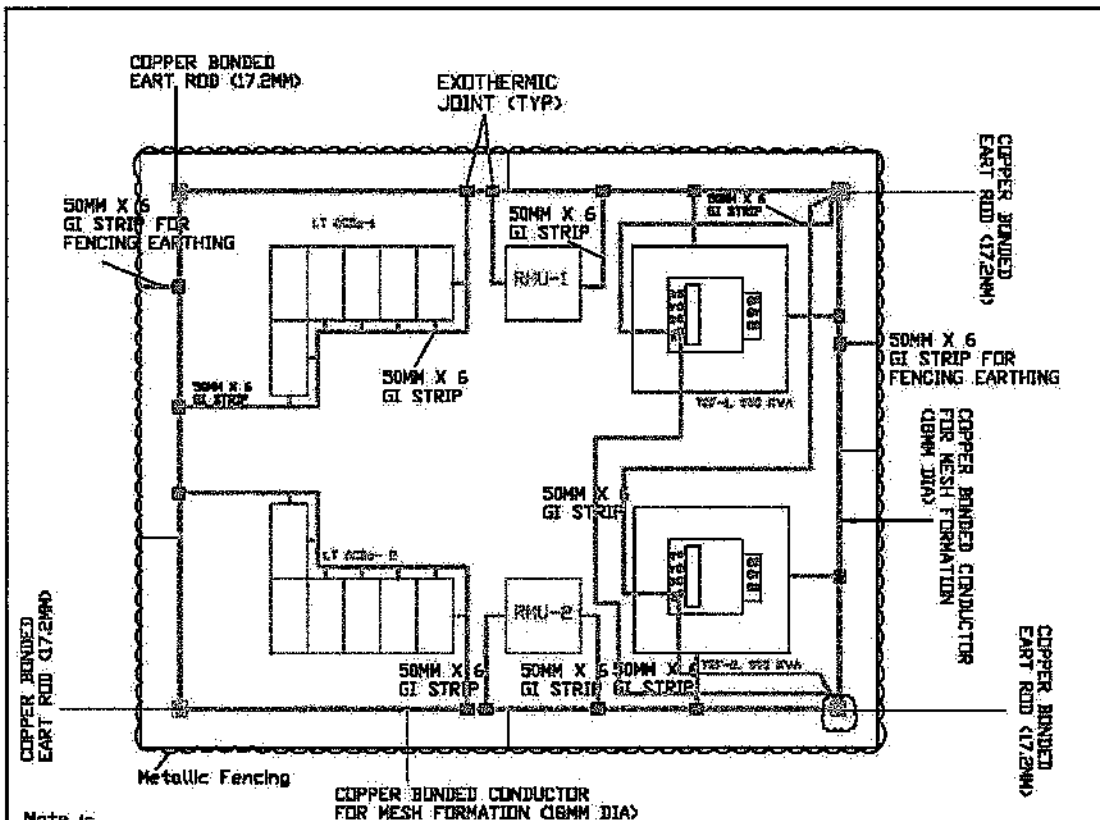 COPPER BONDED
EART ROD (17.2MM)
EXOTHERMIC
JOINT (TYP)
COPPER BONDED
EART ROD (17.2MM)
50MM X 6
GI STRIP FOR
FENCING EARTHING
LT
50MM X 6
GI STRIP
50MM X 6
GI STRIP
RMU-1
50MM X 6
GI STRIP FOR
FENCING EARTHING
50MM X 6
GI STRIP
50MM X 6
GI STRIP
COPPER BONDED CONDUCTOR
FOR MESH FORMATION
(18MM DIA)
50MM X 6
GI STRIP
LT
RMU-2
COPPER BONDED
EART ROD (17.2MM)
50MM X 6
GI STRIP
50MM X 6
GI STRIP
50MM X 6
GI STRIP
COPPER BONDED
EART ROD (17.2MM)
Metallic Fencing
COPPER BONDED CONDUCTOR
FOR MESH FORMATION (18MM DIA)